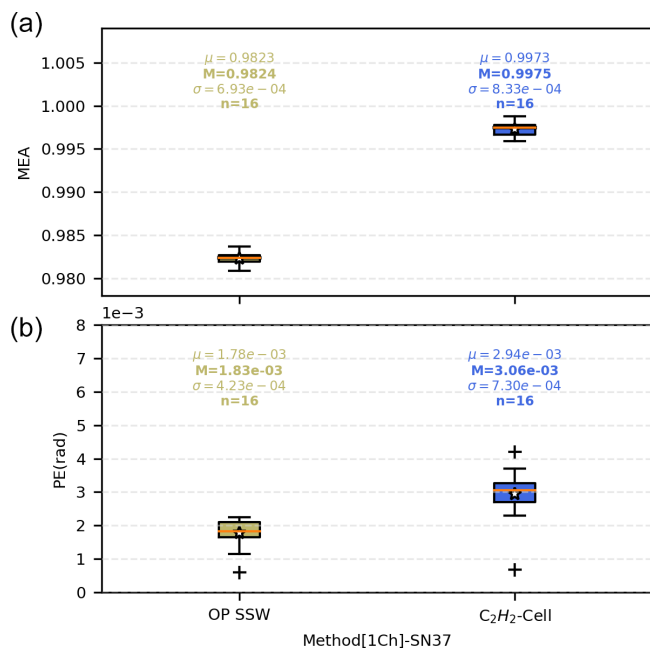 (a)
1.005
1.000
0.995
0.990
0.985
0.980
MEA
μ = 0.9823
M=0.9824
σ = 6.93e − 04
n=16
μ = 0.9973
M=0.9975
σ = 8.33e − 04
n=16
(b)
1e−3
8
7
6
5
4
3
2
1
0
PE(rad)
μ = 1.78e − 03
M=1.83e-03
σ = 4.23e − 04
n=16
μ = 2.94e − 03
M=3.06e-03
σ = 7.30e − 04
n=16
OP SSW
C₂H₂-Cell
Method[1Ch]-SN37